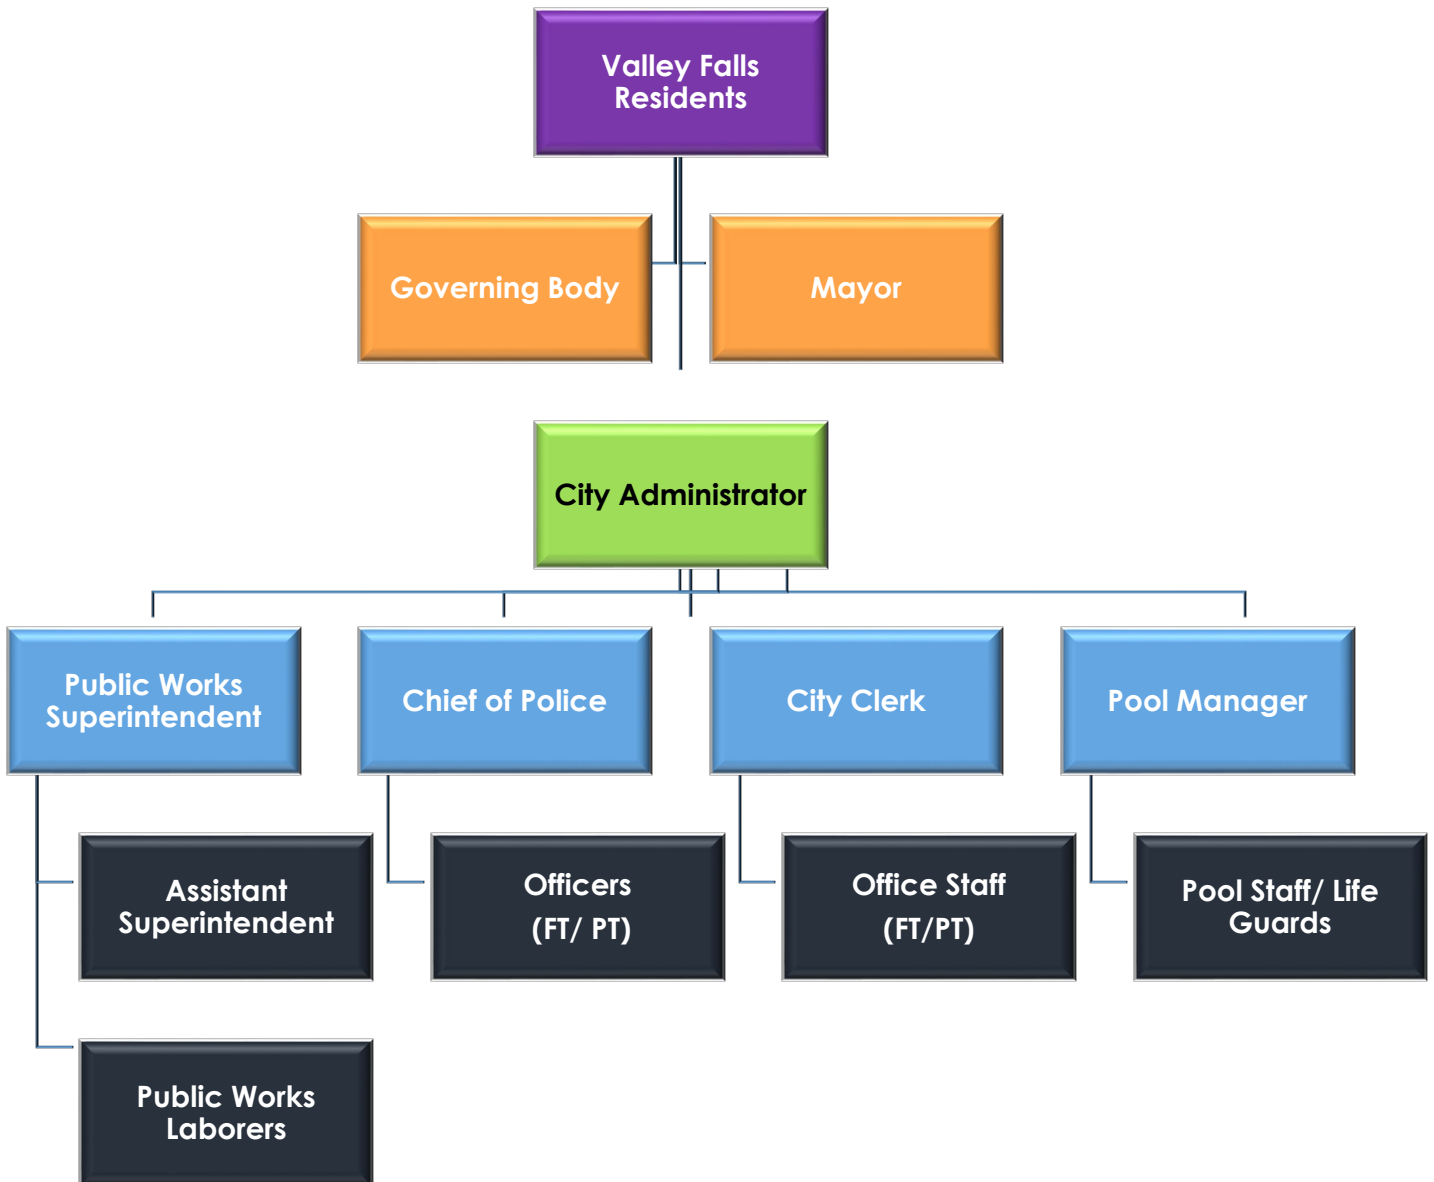 Valley Falls
Residents
Governing Body
Mayor
City Administrator
Public Works
Superintendent
Chief of Police
City Clerk
Pool Manager
Assistant
Superintendent
Officers
(FT/ PT)
Office Staff
(FT/PT)
Pool Staff/ Life
Guards
Public Works
Laborers